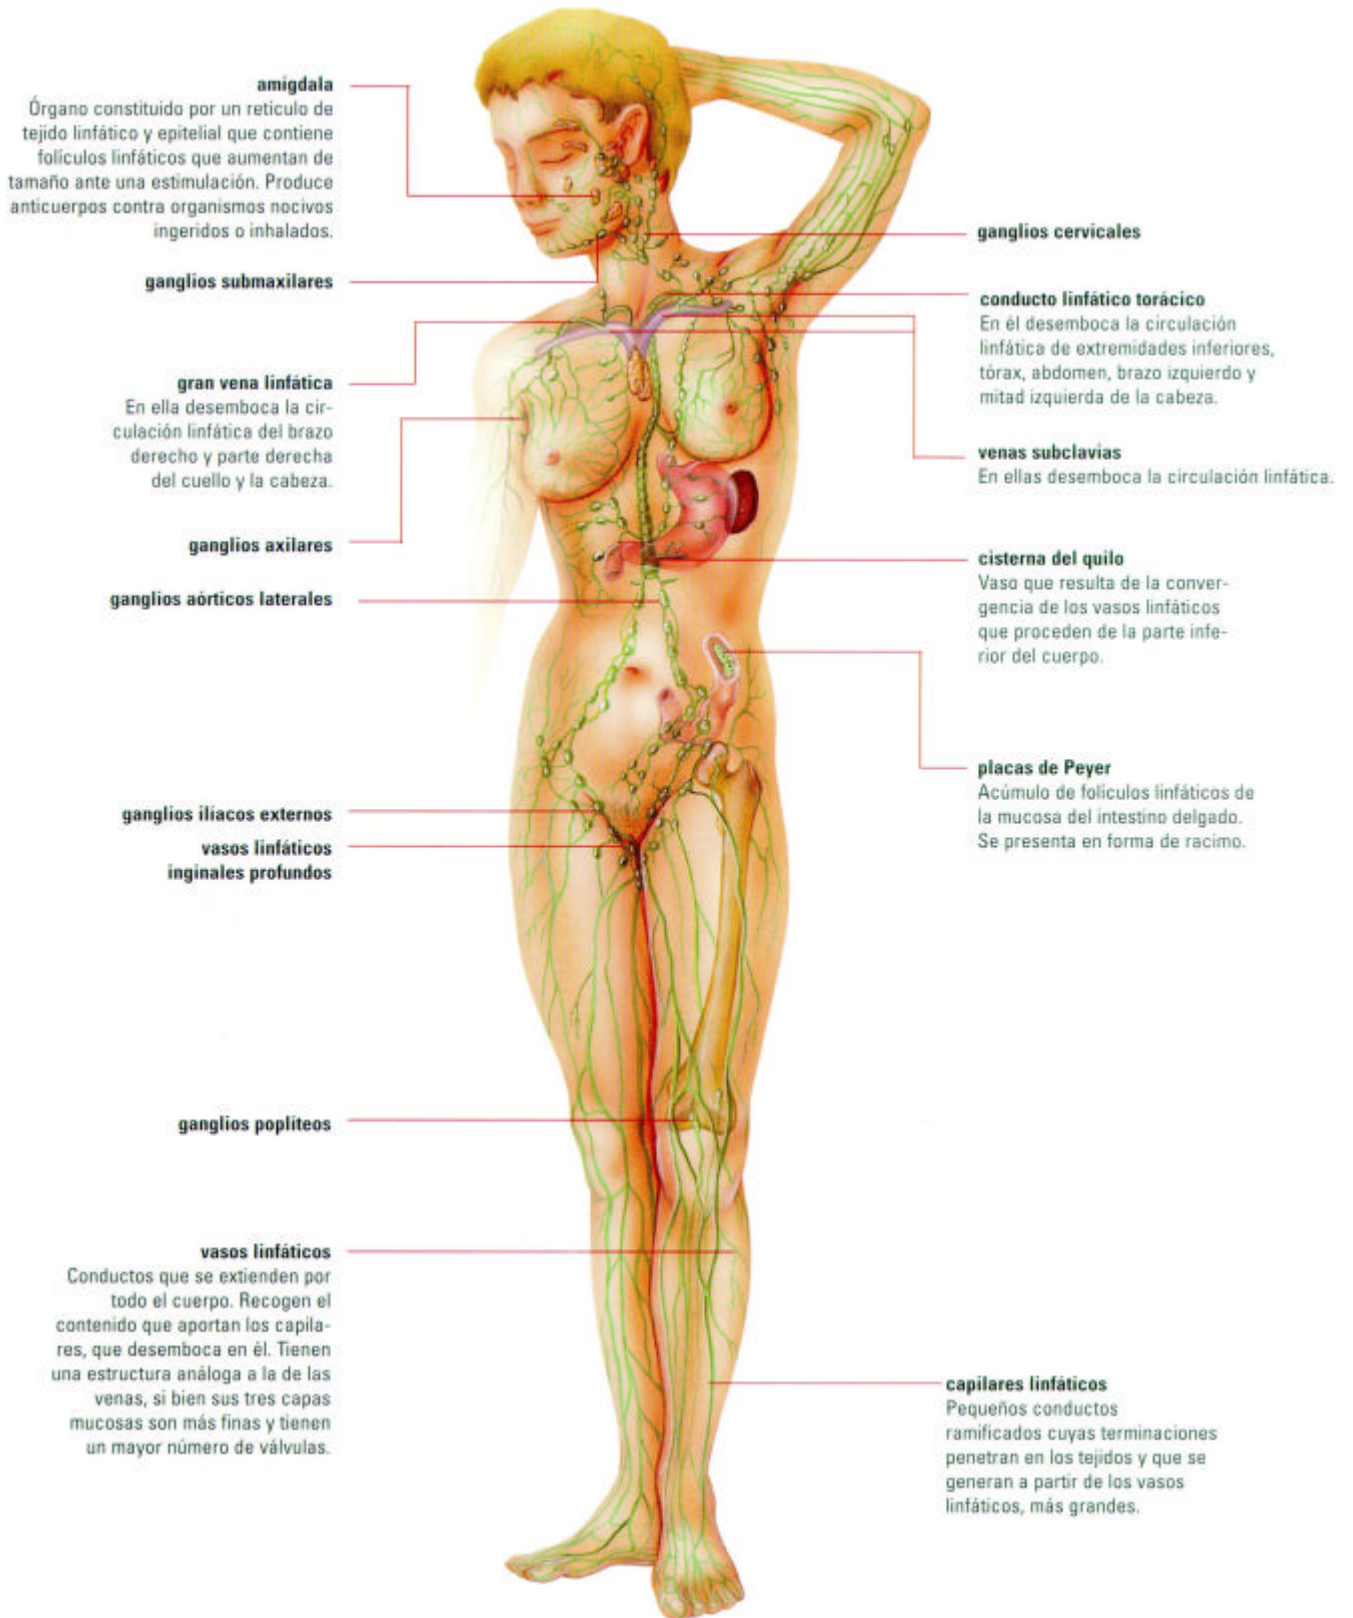 amígdala
Órgano constituido por un retículo de
tejido linfático y epitelial que contiene
folículos linfáticos que aumentan de
tamaño ante una estimulación. Produce
anticuerpos contra organismos nocivos
ingeridos o inhalados.
ganglios submaxilares
gran vena linfática
En ella desemboca la cir-
culación linfática del brazo
derecho y parte derecha
del cuello y la cabeza.
ganglios axilares
ganglios aórticos laterales
ganglios ilíacos externos
vasos linfáticos
inginales profundos
ganglios poplíteos
vasos linfáticos
Conductos que se extienden por
todo el cuerpo. Recogen el
contenido que aportan los capila-
res, que desemboca en él. Tienen
una estructura análoga a la de las
venas, si bien sus tres capas
mucosas son más finas y tienen
un mayor número de válvulas.
ganglios cervicales
conducto linfático torácico
En él desemboca la circulación
linfática de extremidades inferiores,
tórax, abdomen, brazo izquierdo y
mitad izquierda de la cabeza.
venas subclavias
En ellas desemboca la circulación linfática.
cisterna del quilo
Vaso que resulta de la conver-
gencia de los vasos linfáticos
que proceden de la parte infe-
rior del cuerpo.
placas de Peyer
Acúmulo de folículos linfáticos de
la mucosa del intestino delgado.
Se presenta en forma de racimo.
capilares linfáticos
Pequeños conductos
ramificados cuyas terminaciones
penetran en los tejidos y que se
generan a partir de los vasos
linfáticos, más grandes.